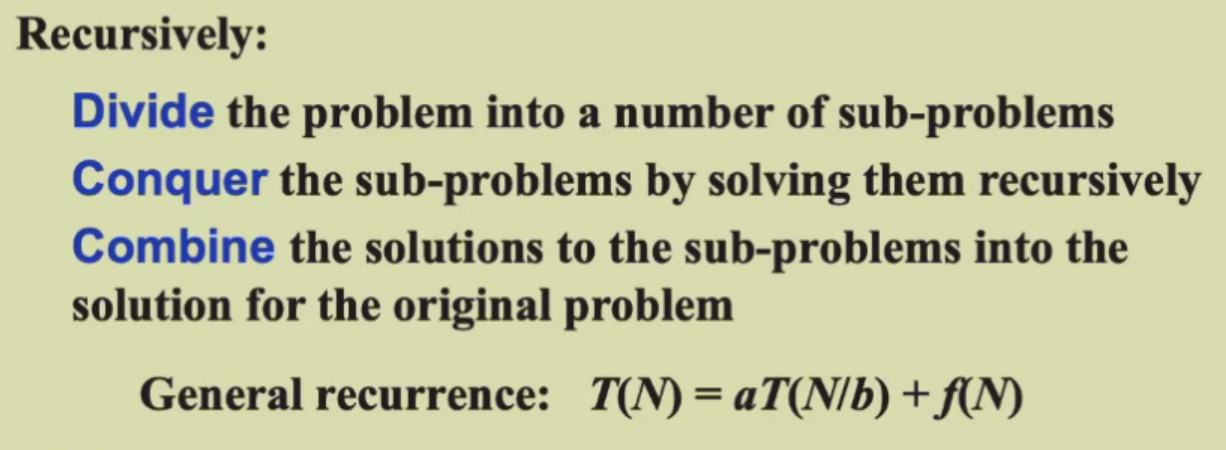 Recursively:
Divide the problem into a number of sub-problems
Conquer the sub-problems by solving them recursively
Combine the solutions to the sub-problems into the
solution for the original problem
General recurrence: T(N) = aT(N/b) + f(N)